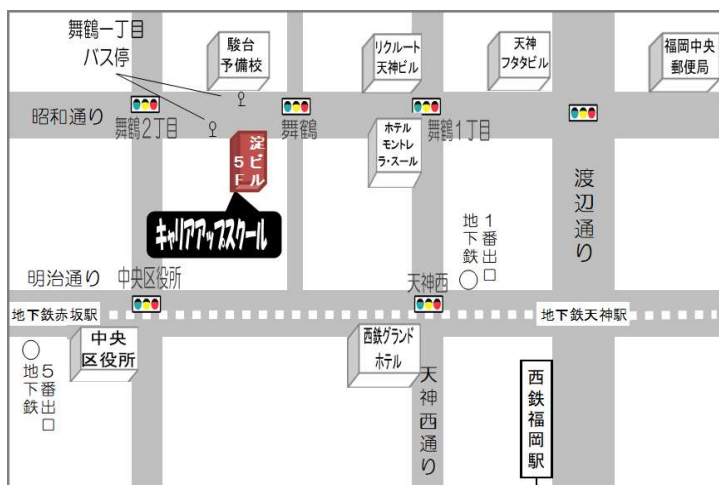 舞鶴一丁目
バス停
駿台
予備校
リクルート
天神ビル
天神
フタタビル
福岡中央
郵便局
昭和通り
舞鶴2丁目
舞鶴
舞鶴1丁目
淀ビル
5F
ホテル
モントレ
ラ・スール
渡辺通り
キャリアアップスクール
1番出口
地下鉄
明治通り
中央区役所
天神西
地下鉄赤坂駅
地下鉄天神駅
中央
区役所
西鉄グランド
ホテル
5番出口
地下鉄
天神西通り
西鉄福岡駅